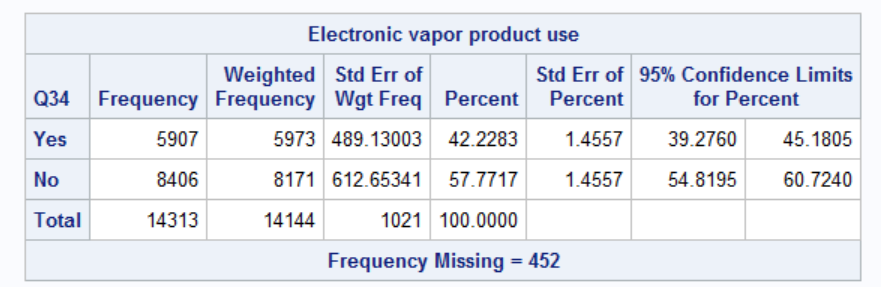 Electronic vapor product use
Q34 Frequency Weighted Frequency Std Err of Wgt Freq Percent Std Err of Percent 95% Confidence Limits for Percent
Yes 5907 5973 489.13003 42.2283 1.4557 39.2760 45.1805
No 8406 8171 612.65341 57.7717 1.4557 54.8195 60.7240
Total 14313 14144 1021 100.0000
Frequency Missing = 452